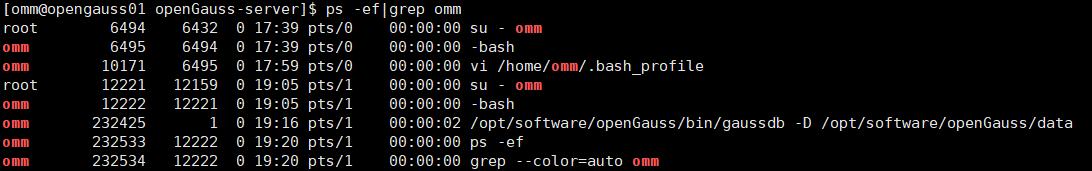 [omm@opengauss01 openGauss-server]$ ps -ef|grep omm
root        6494    6432  0 17:39 pts/0    00:00:00 su - omm
omm         6495    6494  0 17:39 pts/0    00:00:00 -bash
omm        10171    6495  0 17:59 pts/0    00:00:00 vi /home/omm/.bash_profile
root       12221   12159  0 19:05 pts/1    00:00:00 su - omm
omm        12222   12221  0 19:05 pts/1    00:00:00 -bash
omm       232425       1  0 19:16 pts/1    00:00:02 /opt/software/openGauss/bin/gaussdb -D /opt/software/openGauss/data
omm       232533   12222  0 19:20 pts/1    00:00:00 ps -ef
omm       232534   12222  0 19:20 pts/1    00:00:00 grep --color=auto omm